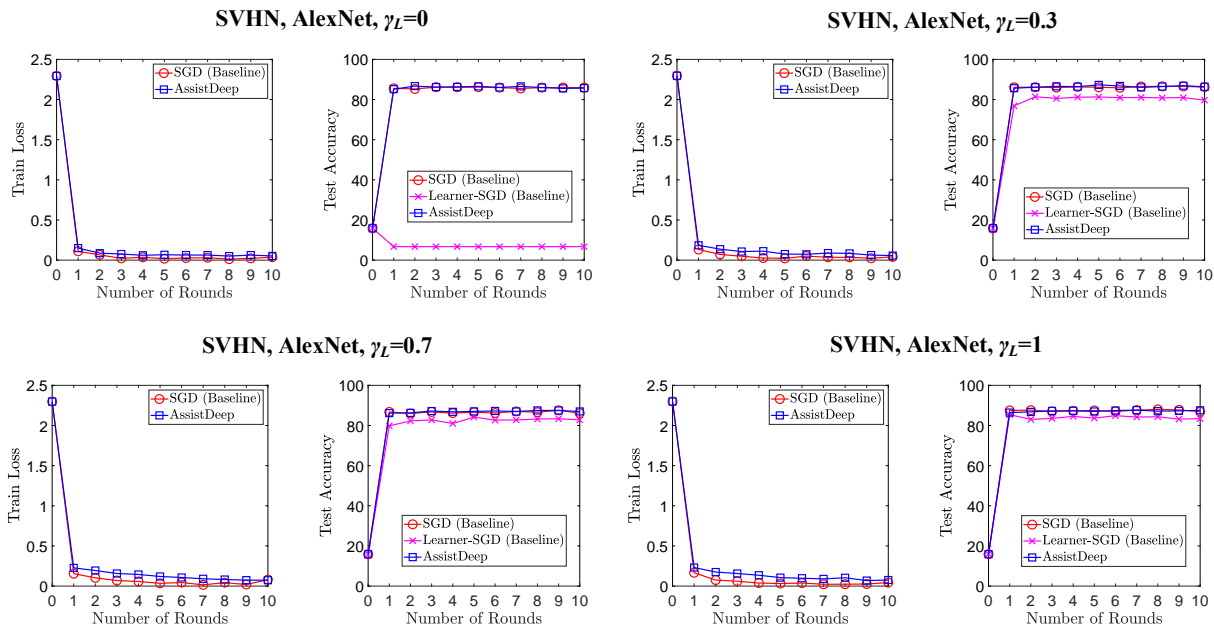 SVHN, AlexNet, γL=0
SVHN, AlexNet, γL=0.3
2.5
2
1.5
1
0.5
0
Train Loss
SGD (Baseline)
AssistDeep
0 1 2 3 4 5 6 7 8 9 10
Number of Rounds
100
80
60
40
20
0
Test Accuracy
SGD (Baseline)
Learner-SGD (Baseline)
AssistDeep
0 1 2 3 4 5 6 7 8 9 10
Number of Rounds
2.5
2
1.5
1
0.5
0
Train Loss
SGD (Baseline)
AssistDeep
0 1 2 3 4 5 6 7 8 9 10
Number of Rounds
100
80
60
40
20
0
Test Accuracy
SGD (Baseline)
Learner-SGD (Baseline)
AssistDeep
0 1 2 3 4 5 6 7 8 9 10
Number of Rounds
SVHN, AlexNet, γL=0.7
SVHN, AlexNet, γL=1
2.5
2
1.5
1
0.5
0
Train Loss
SGD (Baseline)
AssistDeep
0 1 2 3 4 5 6 7 8 9 10
Number of Rounds
100
80
60
40
20
0
Test Accuracy
SGD (Baseline)
Learner-SGD (Baseline)
AssistDeep
0 1 2 3 4 5 6 7 8 9 10
Number of Rounds
2.5
2
1.5
1
0.5
0
Train Loss
SGD (Baseline)
AssistDeep
0 1 2 3 4 5 6 7 8 9 10
Number of Rounds
100
80
60
40
20
0
Test Accuracy
SGD (Baseline)
Learner-SGD (Baseline)
AssistDeep
0 1 2 3 4 5 6 7 8 9 10
Number of Rounds